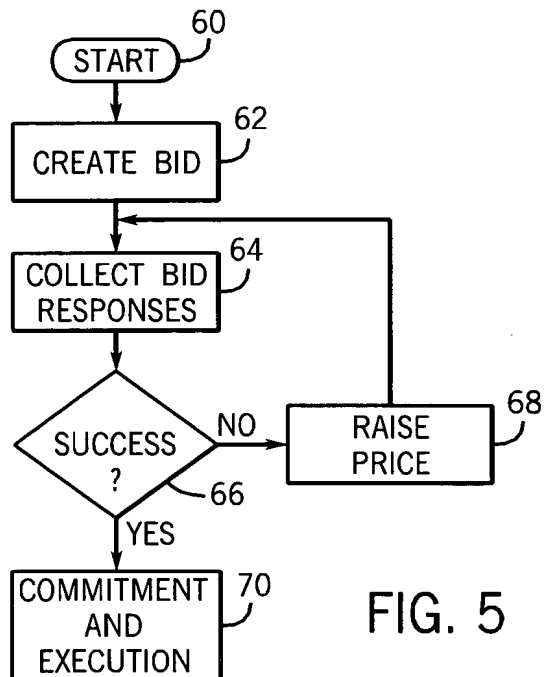 60
START
62
CREATE BID
64
COLLECT BID
RESPONSES
SUCCESS
?
66
NO
68
RAISE
PRICE
YES
70
COMMITMENT
AND
EXECUTION
FIG. 5